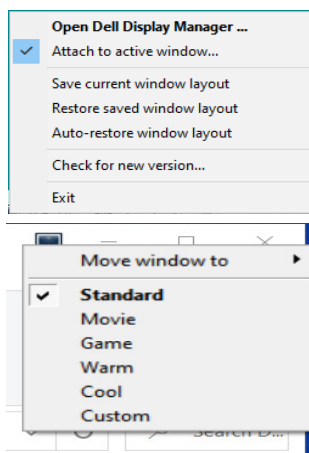 Open Dell Display Manager ...
Attach to active window...
Save current window layout
Restore saved window layout
Auto-restore window layout
Check for new version...
Exit
Move window to
Standard
Movie
Game
Warm
Cool
Custom
Search D...